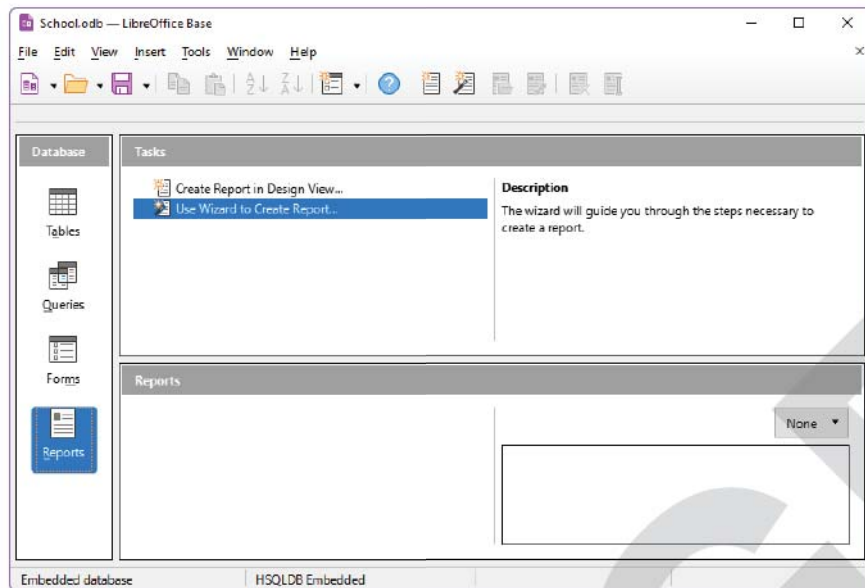 School.odb — LibreOffice Base
File Edit View Insert Tools Window Help
Database
Tables
Queries
Forms
Reports
Tasks
Create Report in Design View...
Use Wizard to Create Report...
Description
The wizard will guide you through the steps necessary to
create a report.
Reports
None
Embedded database HSQLDB Embedded